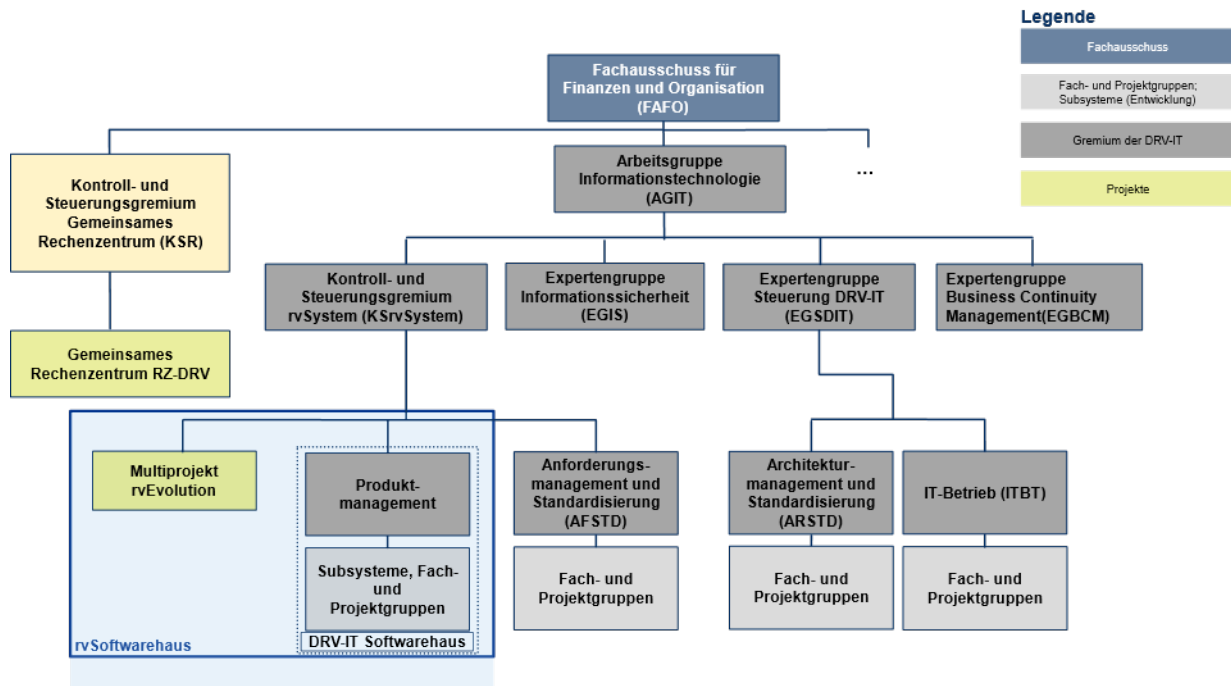 Legende
Fachausschuss
Fach- und Projektgruppen;
Subsysteme (Entwicklung)
Gremium der DRV-IT
Projekte
Fachausschuss für
Finanzen und Organisation
(FAFO)
Kontroll- und
Steuerungsgremium
Gemeinsames
Rechenzentrum (KSR)
Arbeitsgruppe
Informationstechnologie
(AGIT)
...
Gemeinsames
Rechenzentrum RZ-DRV
Kontroll- und
Steuerungsgremium
rvSystem (KSrvSystem)
Expertengruppe
Informationssicherheit
(EGIS)
Expertengruppe
Steuerung DRV-IT
(EGSDIT)
Expertengruppe
Business Continuity
Management(EGBCM)
Multiprojekt
rvEvolution
Produkt-
management
Anforderungs-
management und
Standardisierung
(AFSTD)
Architektur-
management und
Standardisierung
(ARSTD)
IT-Betrieb (ITBT)
Subsysteme, Fach-
und
Projektgruppen
Fach- und
Projektgruppen
Fach- und
Projektgruppen
Fach- und
Projektgruppen
DRV-IT Softwarehaus
rvSoftwarehaus